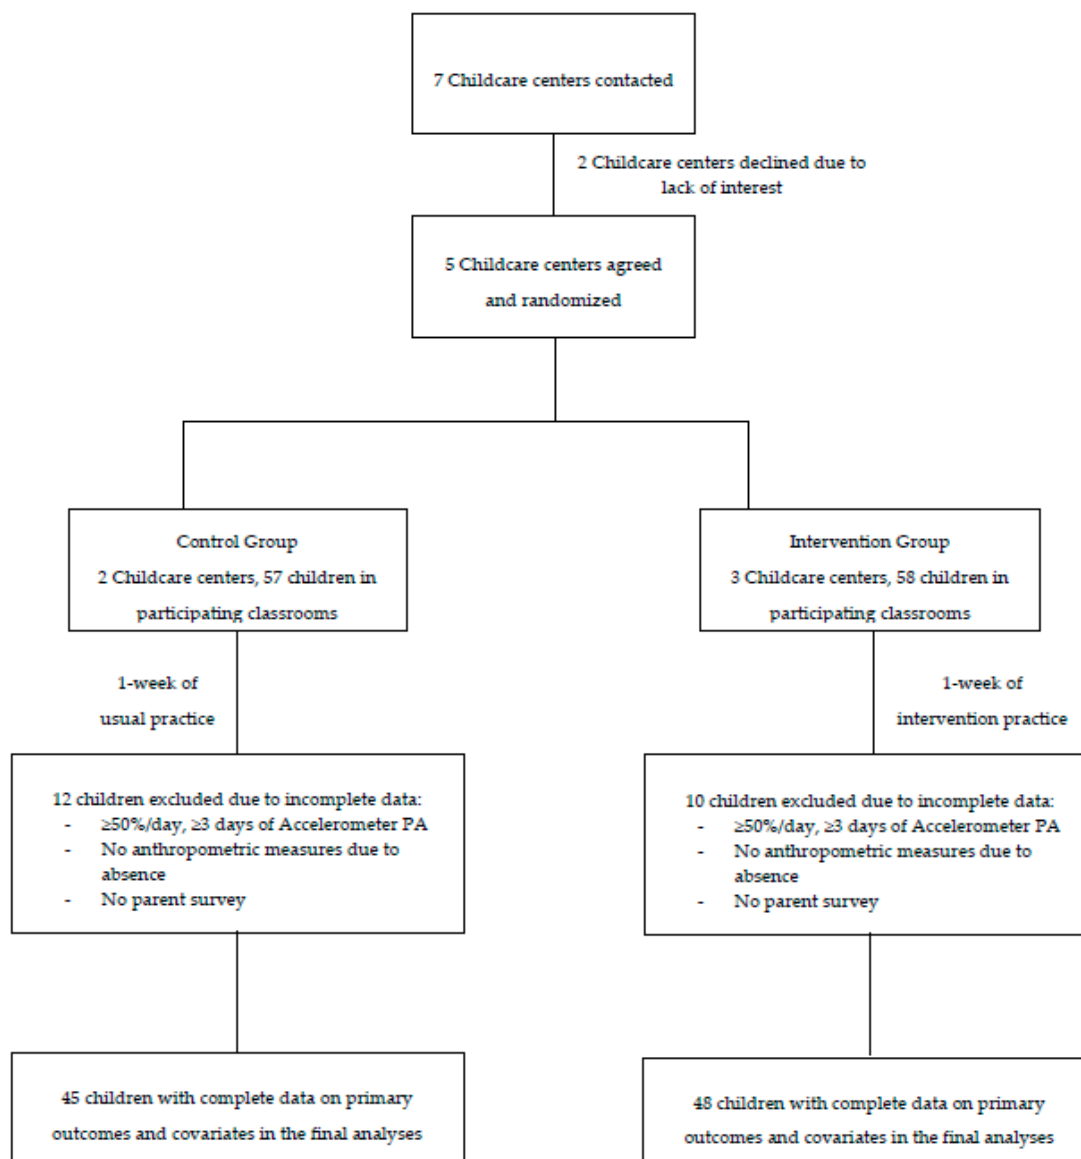 7 Childcare centers contacted
2 Childcare centers declined due to
lack of interest
5 Childcare centers agreed
and randomized
Control Group
2 Childcare centers, 57 children in
participating classrooms
Intervention Group
3 Childcare centers, 58 children in
participating classrooms
1-week of
usual practice
1-week of
intervention practice
12 children excluded due to incomplete data:
- ≥50%/day, ≥3 days of Accelerometer PA
- No anthropometric measures due to
absence
- No parent survey
10 children excluded due to incomplete data:
- ≥50%/day, ≥3 days of Accelerometer PA
- No anthropometric measures due to
absence
- No parent survey
45 children with complete data on primary
outcomes and covariates in the final analyses
48 children with complete data on primary
outcomes and covariates in the final analyses